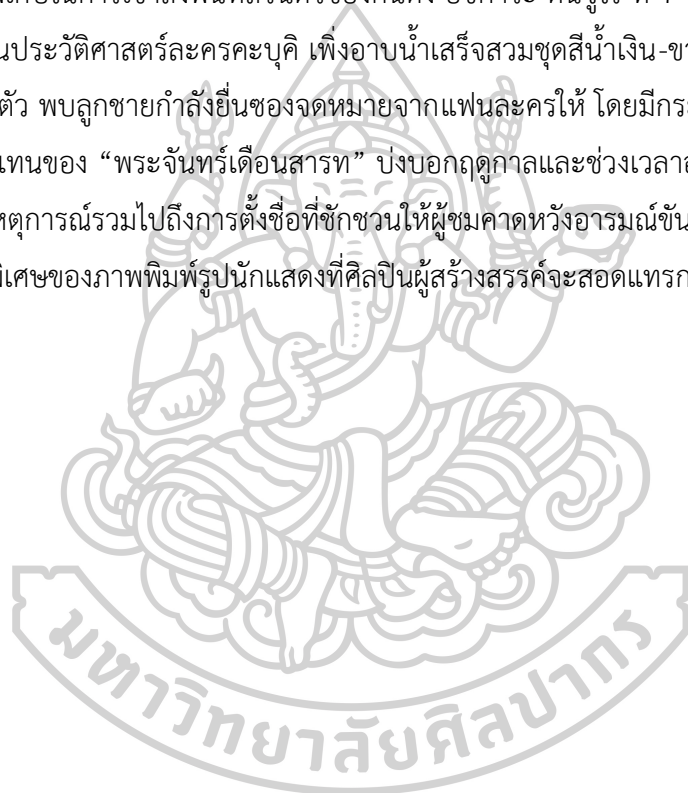 นประวัติศาสตร์ละครคะบุคิ เพิ่งอาบน้ำเสร็จสวมชุดสีน้ำเงิน-ขา
ตัว พบลูกชายกำลังยื่นซองจดหมายจากแฟนละครให้ โดยมีกระ
แทนของ “พระจันทร์เดือนสารท” บ่งบอกฤดูกาลและช่วงเวลาส
หตุการณ์รวมไปถึงการตั้งชื่อที่ชักชวนให้ผู้ชมคาดหวังอารมณ์ขัน
พิเศษของภาพพิมพ์รูปนักแสดงที่ศิลปินผู้สร้างสรรค์จะสอดแทรก
มหาวิทยาลัยศิลปากร